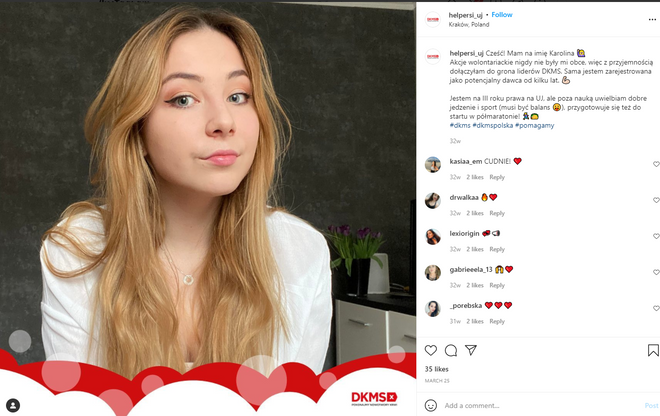 helpersi_uj • Follow
Kraków, Poland
helpersi_uj Cześć! Mam na imię Karolina 🙋
Akcje wolontariackie nigdy nie były mi obce, więc z przyjemnością
dołączyłam do grona liderów DKMS. Sama jestem zarejestrowana
jako potencjalny dawca od kilku lat. 💪
Jestem na III roku prawa na UJ, ale poza nauką uwielbiam dobre
jedzenie i sport (musi być balans 😄), przygotowuje się też do
startu w półmaratonie!
#dkms #dkmspolska #pomagamy
32w
kasiaa_em CUDNIE! ❤️
32w 2 likes Reply
drwalkaa 🔥❤️
32w 2 likes Reply
lexiorigin
32w 2 likes Reply
gabrieeela_13 ❤️
32w 2 likes Reply
_porebska ❤️❤️❤️
31w 2 likes Reply
35 likes
MARCH 25
Add a comment...
Post
DKMS